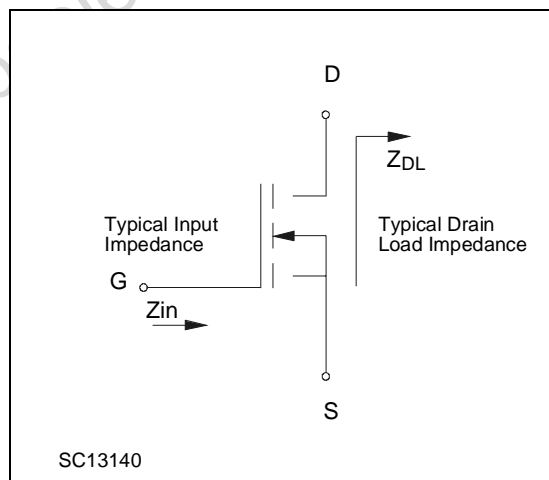 D
Z_DL
Typical Input
Impedance
Typical Drain
Load Impedance
G
Zin
S
SC13140